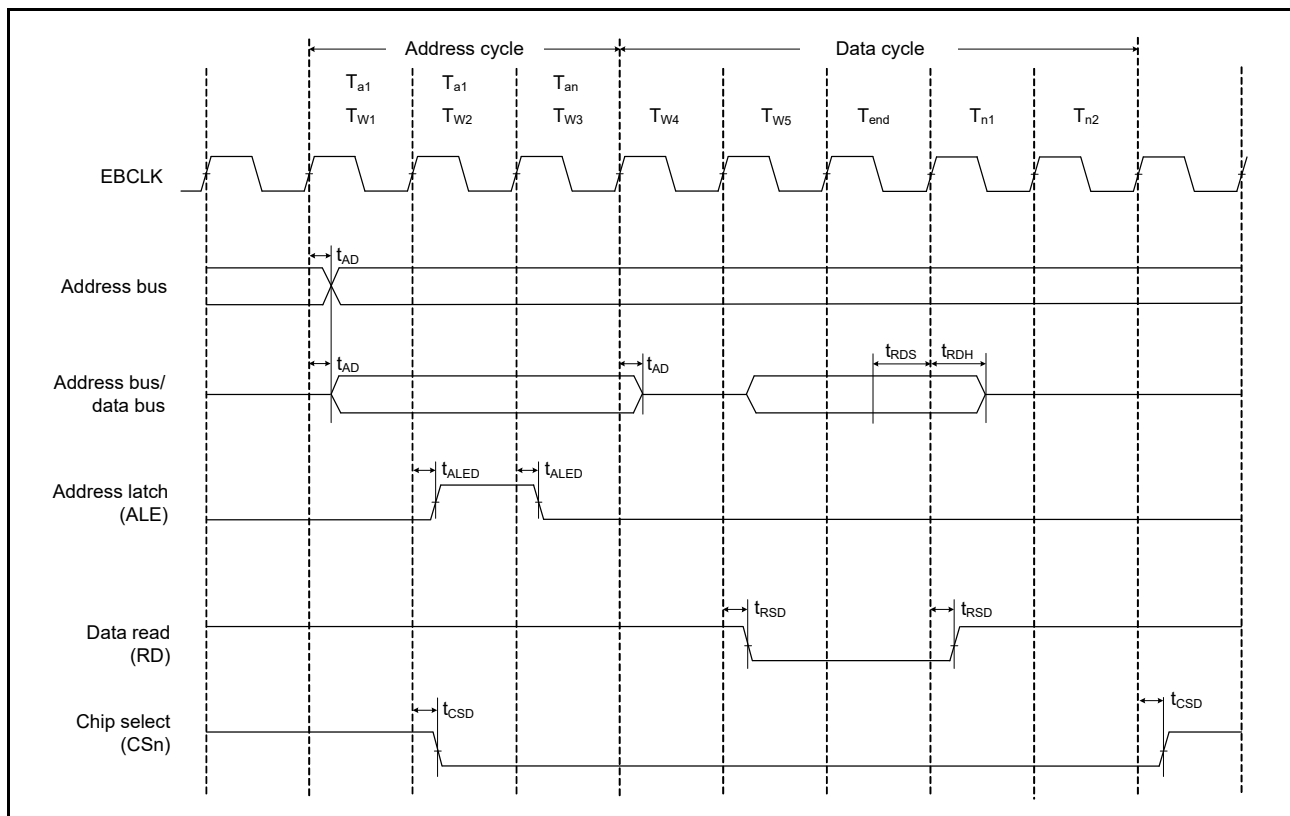 Address cycle Data cycle
Ta1 Ta1 Tan
TW1 TW2 TW3 TW4 TW5 Tend Tn1 Tn2
EBCLK
tAD
Address bus
tAD tAD tRDS tRDH
Address bus/
data bus
tALED tALED
Address latch
(ALE)
tRSD tRSD
Data read
(RD)
tCSD tCSD
Chip select
(CSn)